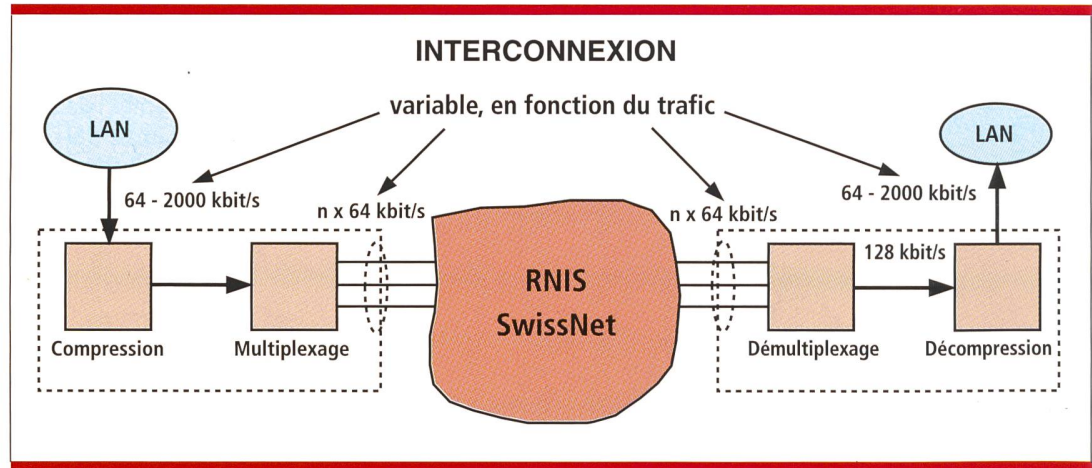 INTERCONNEXION
variable, en fonction du trafic
LAN
LAN
64 - 2000 kbit/s
n x 64 kbit/s
n x 64 kbit/s
64 - 2000 kbit/s
128 kbit/s
RNIS
SwissNet
Compression
Multiplexage
Démultiplexage
Décompression